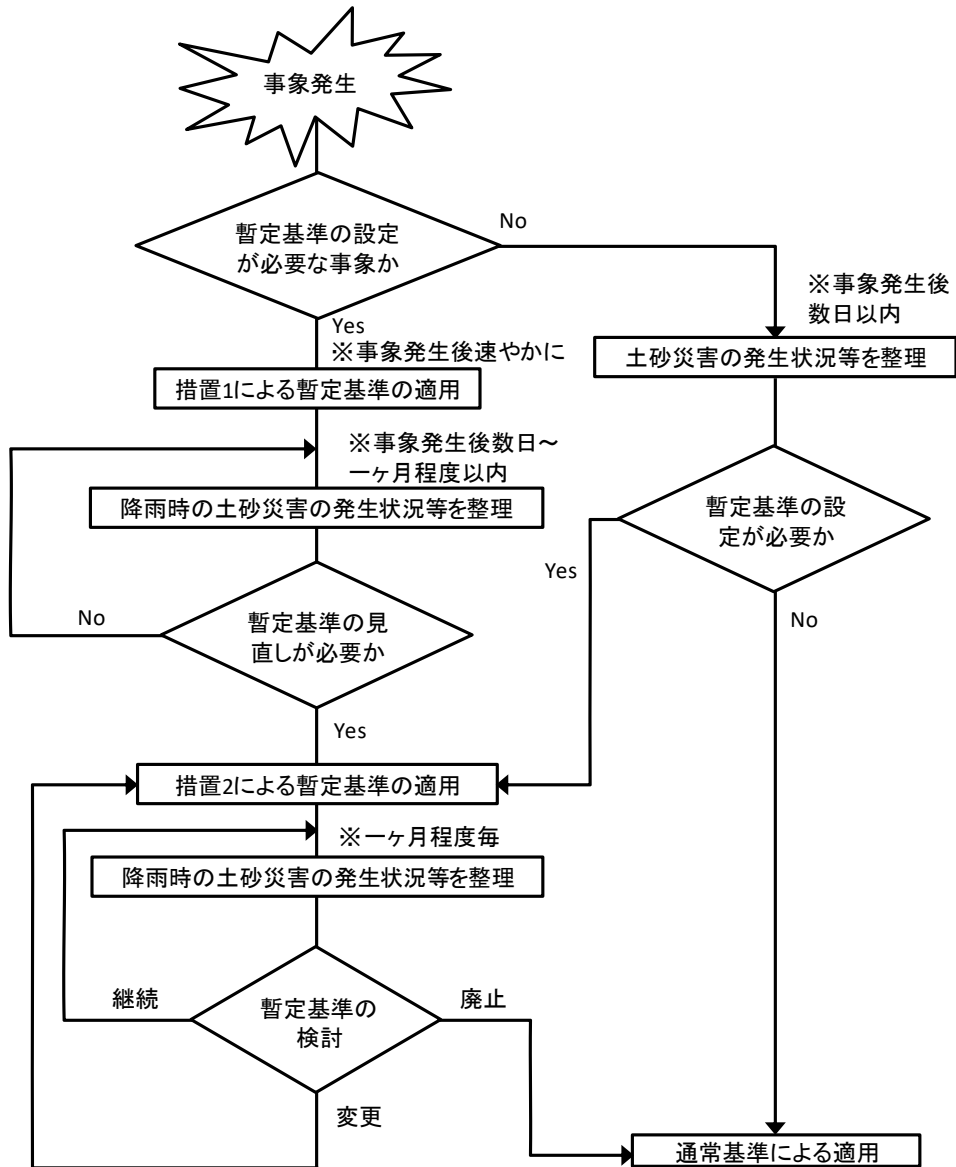 事象発生
暫定基準の設定
が必要な事象か
No
Yes
※事象発生後速やかに
措置1による暫定基準の適用
※事象発生後
数日以内
土砂災害の発生状況等を整理
※事象発生後数日～
一ヶ月程度以内
降雨時の土砂災害の発生状況等を整理
暫定基準の設
定が必要か
Yes
No
暫定基準の見
直しが必要か
No
Yes
措置2による暫定基準の適用
※一ヶ月程度毎
降雨時の土砂災害の発生状況等を整理
継続
暫定基準の
検討
廃止
変更
通常基準による適用